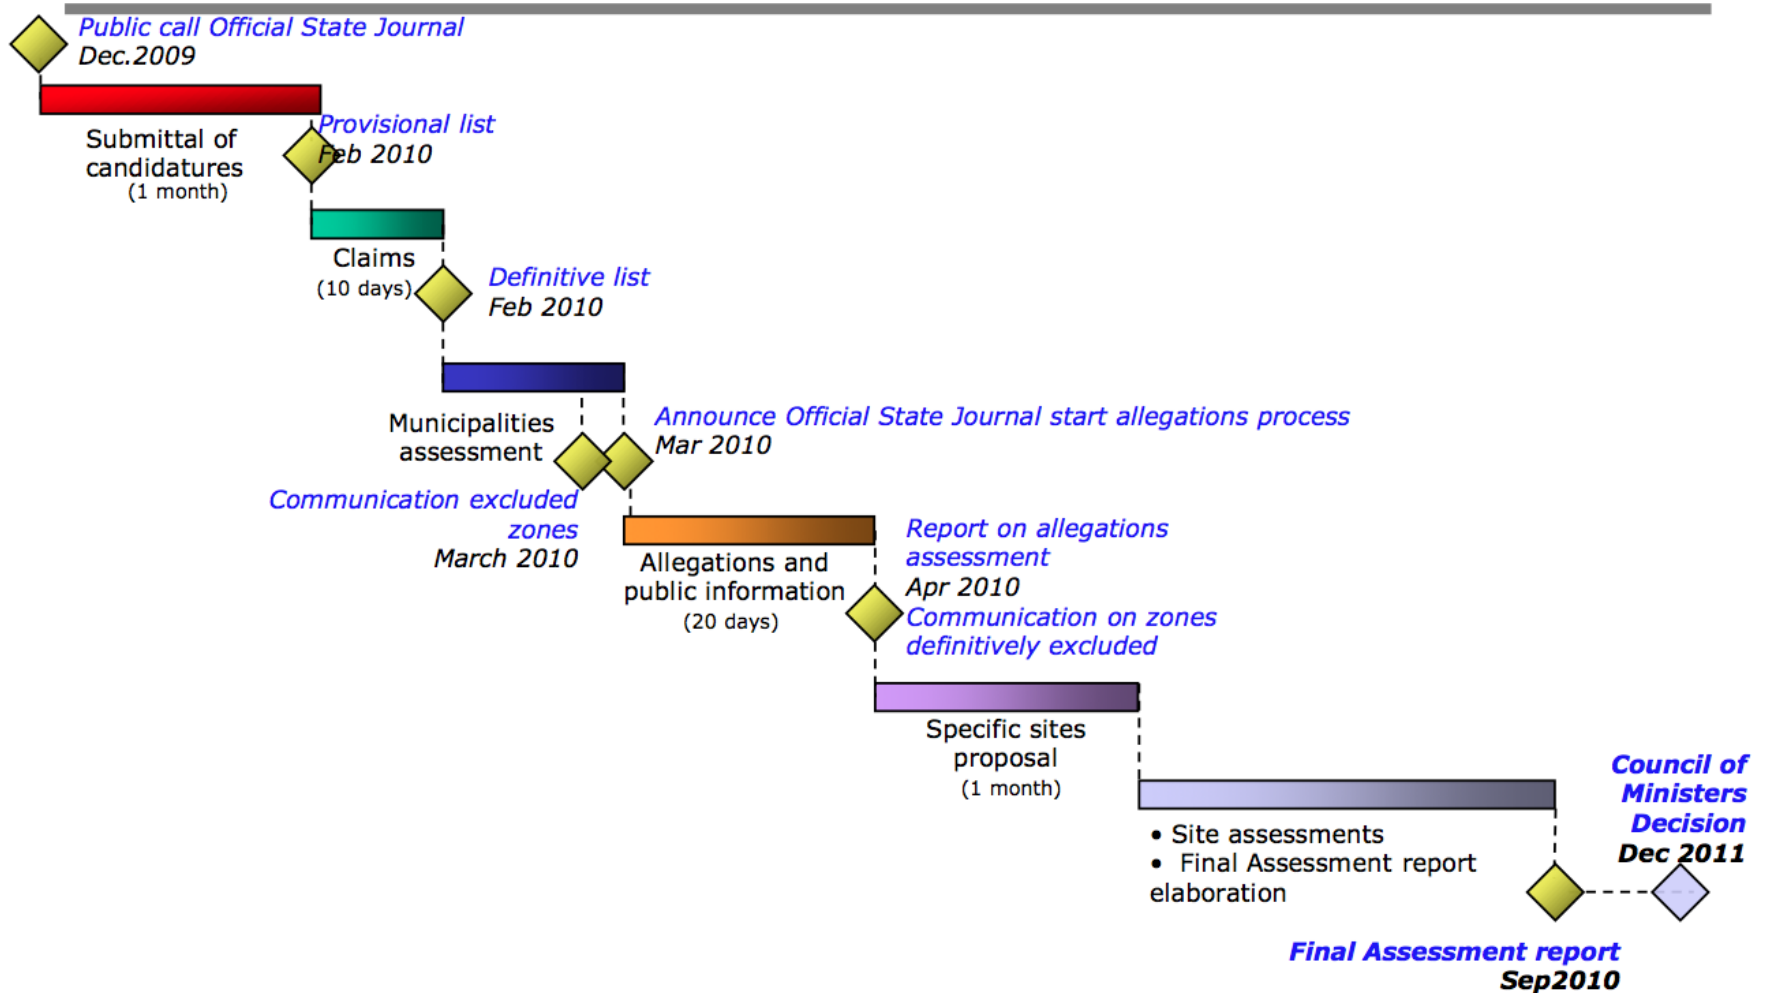 Public call Official State Journal
Dec.2009
Submittal of
candidatures
(1 month)
Provisional list
Feb 2010
Claims
(10 days)
Definitive list
Feb 2010
Municipalities
assessment
Announce Official State Journal start allegations process
Mar 2010
Communication excluded
zones
March 2010
Allegations and
public information
(20 days)
Report on allegations
assessment
Apr 2010
Communication on zones
definitively excluded
Specific sites
proposal
(1 month)
• Site assessments
• Final Assessment report
elaboration
Council of
Ministers
Decision
Dec 2011
Final Assessment report
Sep2010